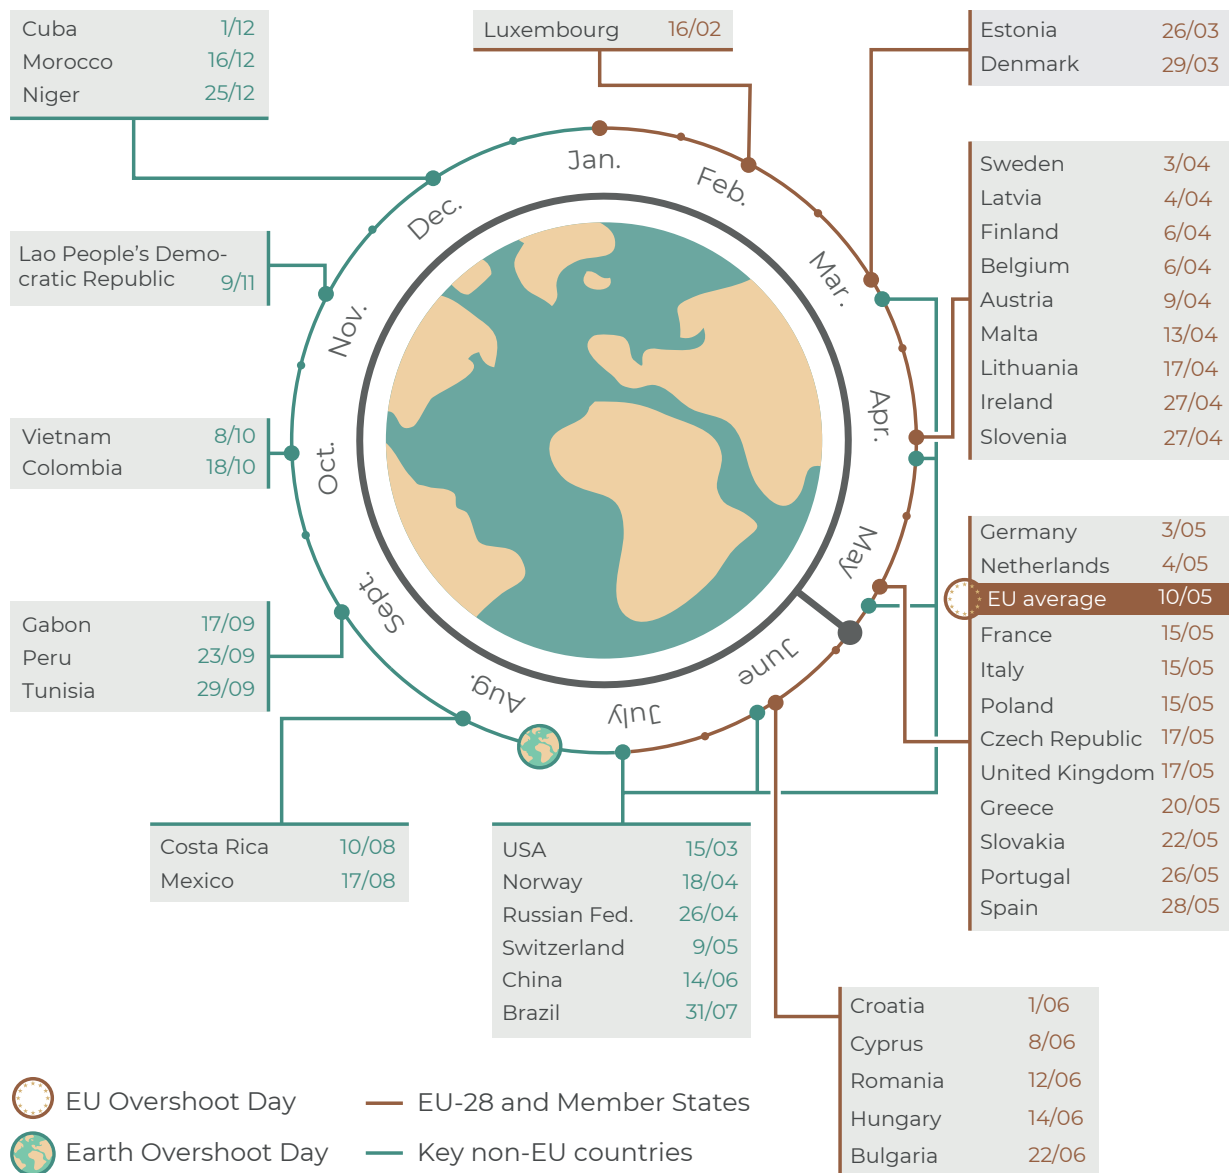 Cuba 1/12
Morocco 16/12
Niger 25/12
Luxembourg 16/02
Estonia 26/03
Denmark 29/03
Sweden 3/04
Latvia 4/04
Finland 6/04
Belgium 6/04
Austria 9/04
Malta 13/04
Lithuania 17/04
Ireland 27/04
Slovenia 27/04
Germany 3/05
Netherlands 4/05
EU average 10/05
France 15/05
Italy 15/05
Poland 15/05
Czech Republic 17/05
United Kingdom 17/05
Greece 20/05
Slovakia 22/05
Portugal 26/05
Spain 28/05
Croatia 1/06
Cyprus 8/06
Romania 12/06
Hungary 14/06
Bulgaria 22/06
USA 15/03
Norway 18/04
Russian Fed. 26/04
Switzerland 9/05
China 14/06
Brazil 31/07
Costa Rica 10/08
Mexico 17/08
Gabon 17/09
Peru 23/09
Tunisia 29/09
Vietnam 8/10
Colombia 18/10
Lao People's Demo-
cratic Republic 9/11
Jan.
Feb.
Mar.
Apr.
May
June
July
Aug.
Sept.
Oct.
Nov.
Dec.
EU Overshoot Day
EU-28 and Member States
Earth Overshoot Day
Key non-EU countries